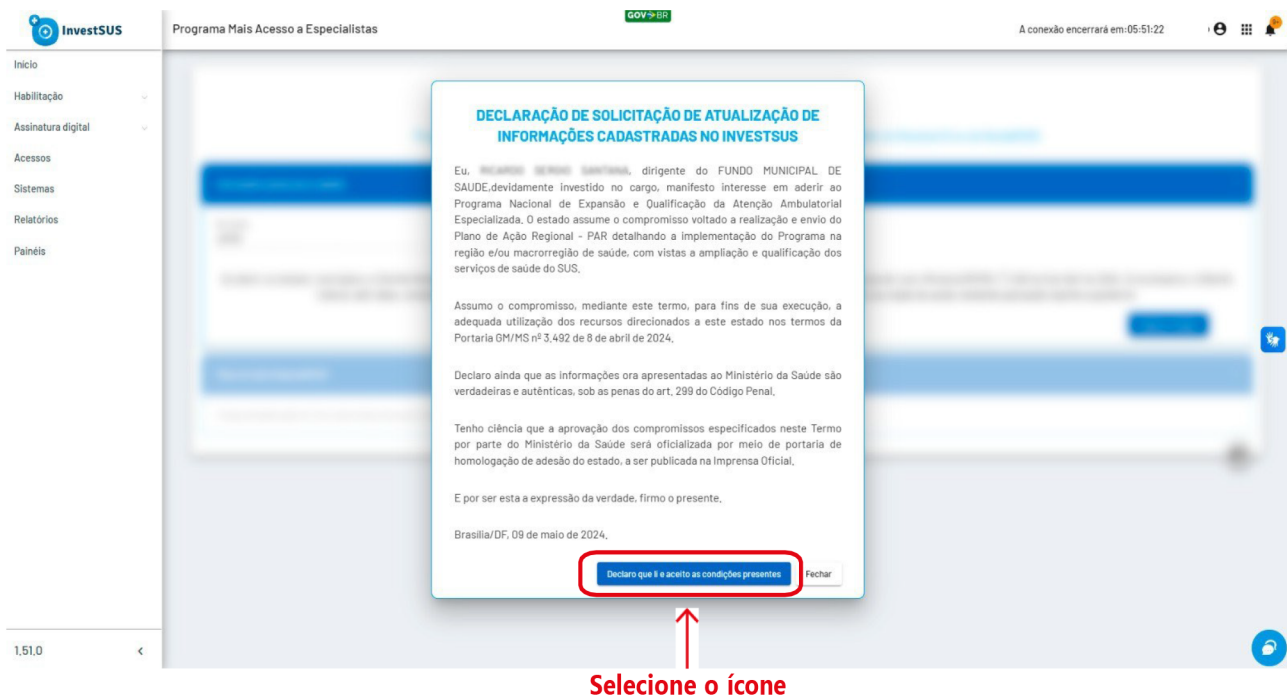 InvestSUS
Programa Mais Acesso a Especialistas
GOV BR
A conexão encerrará em:05:51:22
Início
Habilitação
Assinatura digital
Acessos
Sistemas
Relatórios
Painéis
DECLARAÇÃO DE SOLICITAÇÃO DE ATUALIZAÇÃO DE
INFORMAÇÕES CADASTRADAS NO INVESTSUS
Eu, dirigente do FUNDO MUNICIPAL DE
SAUDE,devidamente investido no cargo, manifesto interesse em aderir ao
Programa Nacional de Expansão e Qualificação da Atenção Ambulatorial
Especializada. O estado assume o compromisso voltado a realização e envio do
Plano de Ação Regional - PAR detalhando a implementação do Programa na
região e/ou macrorregião de saúde, com vistas a ampliação e qualificação dos
serviços de saúde do SUS.
Assumo o compromisso, mediante este termo, para fins de sua execução, a
adequada utilização dos recursos direcionados a este estado nos termos da
Portaria GM/MS nº 3.492 de 8 de abril de 2024.
Declaro ainda que as informações ora apresentadas ao Ministério da Saúde são
verdadeiras e autênticas, sob as penas do art. 299 do Código Penal.
Tenho ciência que a aprovação dos compromissos especificados neste Termo
por parte do Ministério da Saúde será oficializada por meio de portaria de
homologação de adesão do estado, a ser publicada na Imprensa Oficial.
E por ser esta a expressão da verdade, firmo o presente.
Brasília/DF, 09 de maio de 2024.
Declaro que li e aceito as condições presentes
Fechar
1.51.0
Selecione o ícone